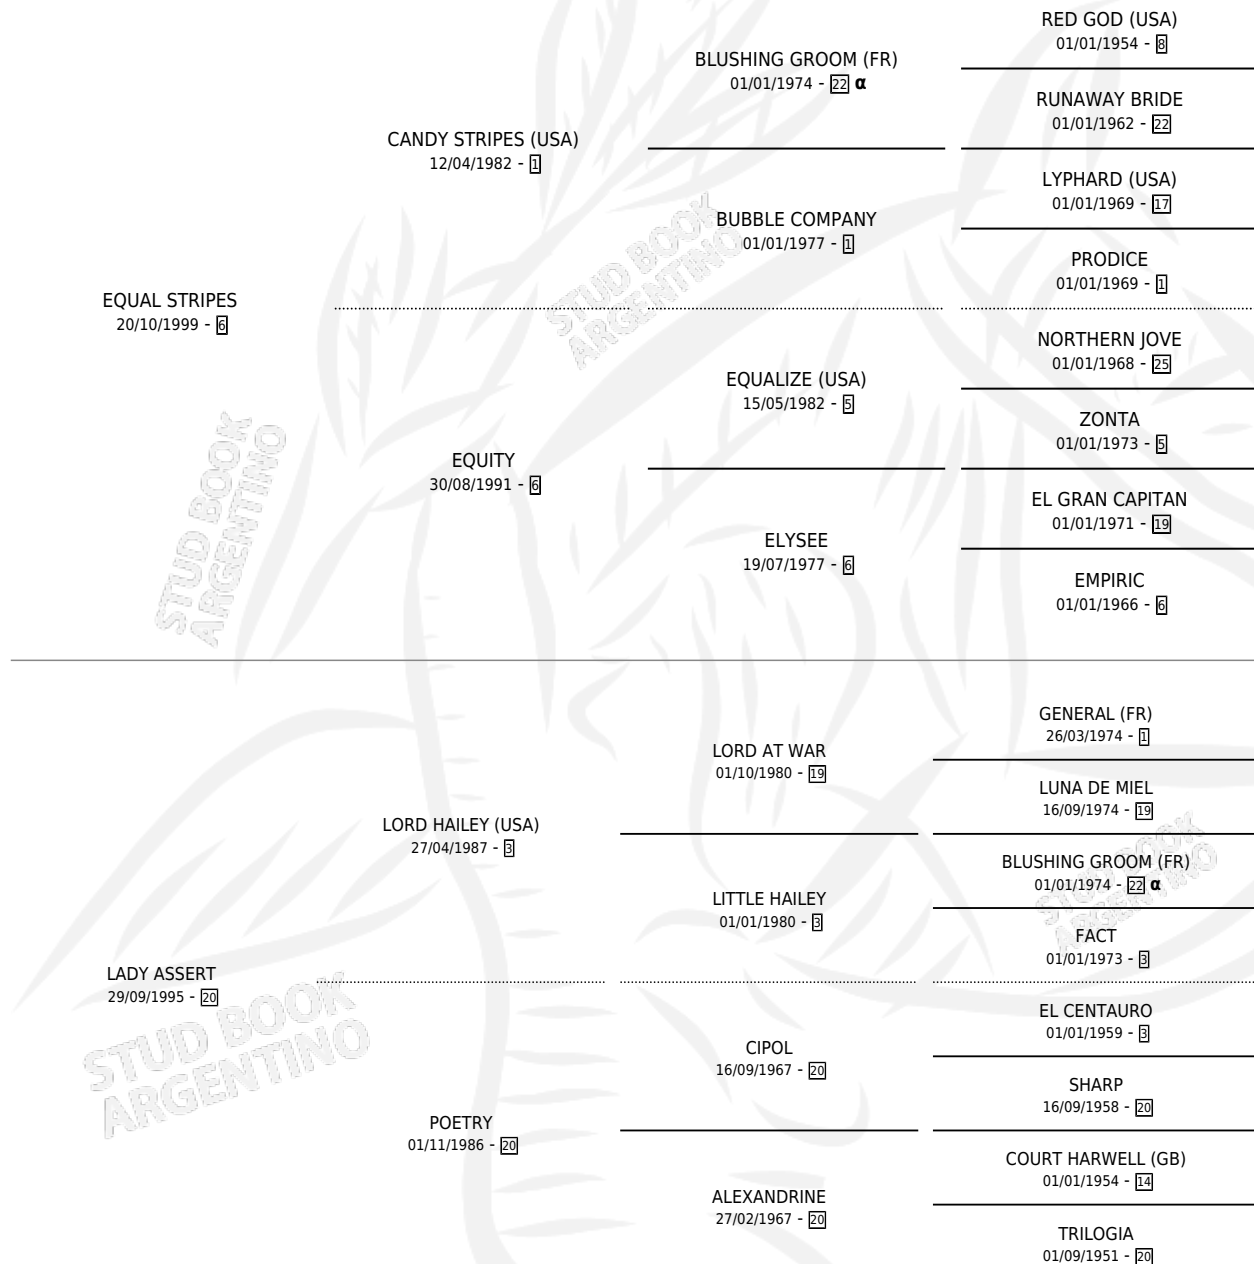 RED GOD (USA)
01/01/1954 - 8
BLUSHING GROOM (FR)
01/01/1974 - 22 α
RUNAWAY BRIDE
01/01/1962 - 22
CANDY STRIPES (USA)
12/04/1982 - 1
LYPHARD (USA)
01/01/1969 - 17
BUBBLE COMPANY
01/01/1977 - 1
PRODICE
01/01/1969 - 1
EQUAL STRIPES
20/10/1999 - 6
STUD BOOK
ARGENTINO
NORTHERN JOVE
01/01/1968 - 25
EQUALIZE (USA)
15/05/1982 - 5
ZONTA
01/01/1973 - 5
EQUITY
30/08/1991 - 6
EL GRAN CAPITAN
01/01/1971 - 19
ELYSEE
19/07/1977 - 6
EMPIRIC
01/01/1966 - 6
STUD BOOK
ARGENTINO
GENERAL (FR)
26/03/1974 - 1
LORD AT WAR
01/10/1980 - 19
LUNA DE MIEL
16/09/1974 - 19
LORD HAILEY (USA)
27/04/1987 - 3
BLUSHING GROOM (FR)
01/01/1974 - 22 α
STUD BOOK
ARGENTINO
LITTLE HAILEY
01/01/1980 - 3
FACT
01/01/1973 - 3
LADY ASSERT
29/09/1995 - 20
STUD BOOK
ARGENTINO
EL CENTAURO
01/01/1959 - 3
CIPOL
16/09/1967 - 20
SHARP
16/09/1958 - 20
POETRY
01/11/1986 - 20
COURT HARWELL (GB)
01/01/1954 - 14
ALEXANDRINE
27/02/1967 - 20
TRILOGIA
01/09/1951 - 20